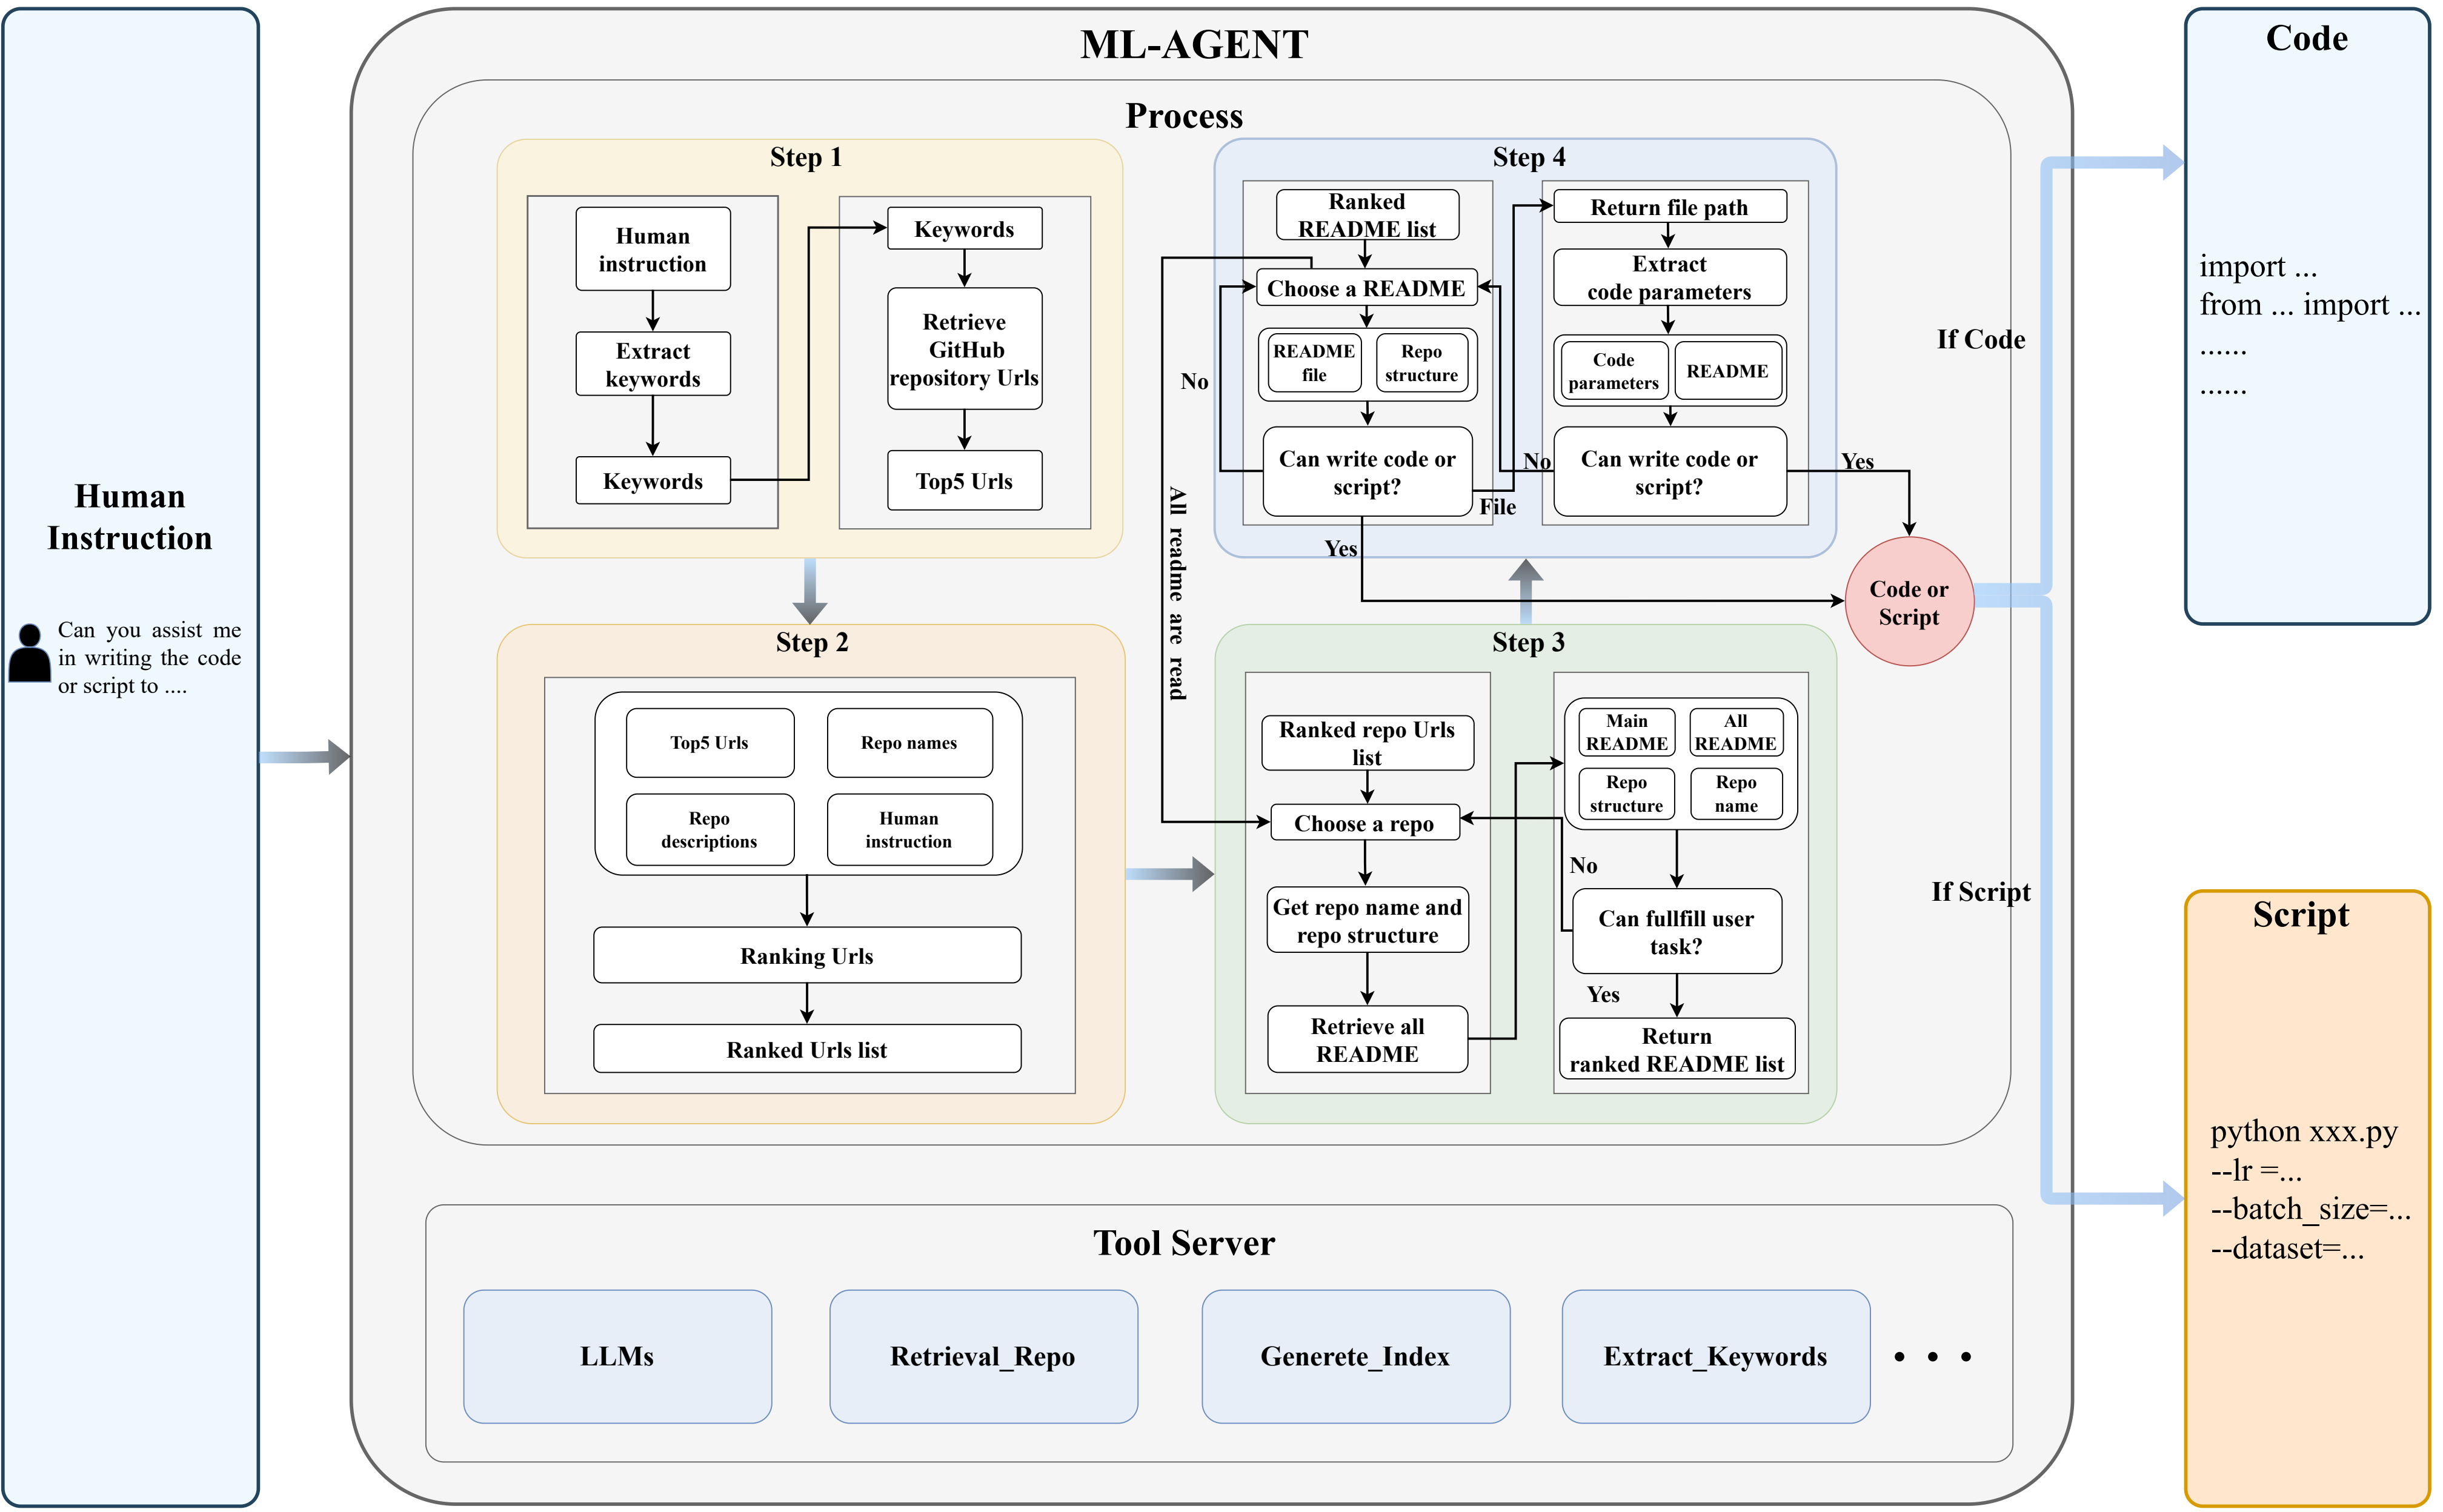 Human
Instruction
Can you assist me
in writing the code
or script to ....
ML-AGENT
Process
Step 1
Human
instruction
Extract
keywords
Keywords
Keywords
Retrieve
GitHub
repository Urls
Top5 Urls
Step 2
Top5 Urls
Repo names
Repo
descriptions
Human
instruction
Ranking Urls
Ranked Urls list
Step 3
Ranked repo Urls
list
Choose a repo
Get repo name and
repo structure
Retrieve all
README
Main
README
All
README
Repo
structure
Repo
name
No
Can fullfill user
task?
Yes
Return
ranked README list
Step 4
Ranked
README list
Choose a README
README
file
Repo
structure
No
Can write code or
script?
File
Yes
All readme are read
Return file path
Extract
code parameters
Code
parameters
README
No
Can write code or
script?
Yes
Code or
Script
If Code
If Script
Tool Server
LLMs
Retrieval_Repo
Generete_Index
Extract_Keywords
• • •
Code
import ...
from ... import ...
......
......
Script
python xxx.py
--lr =...
--batch_size=...
--dataset=...